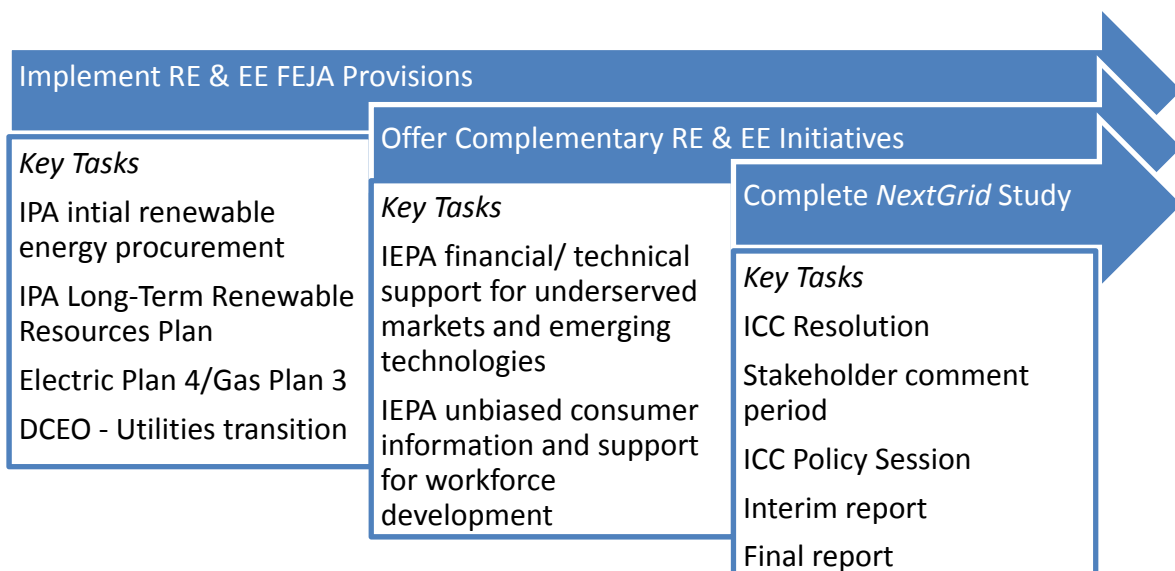 Implement RE & EE FEJA Provisions
Key Tasks
IPA intial renewable
energy procurement
IPA Long-Term Renewable
Resources Plan
Electric Plan 4/Gas Plan 3
DCEO - Utilities transition
Offer Complementary RE & EE Initiatives
Key Tasks
IEPA financial/ technical
support for underserved
markets and emerging
technologies
IEPA unbiased consumer
information and support
for workforce
development
Complete NextGrid Study
Key Tasks
ICC Resolution
Stakeholder comment
period
ICC Policy Session
Interim report
Final report